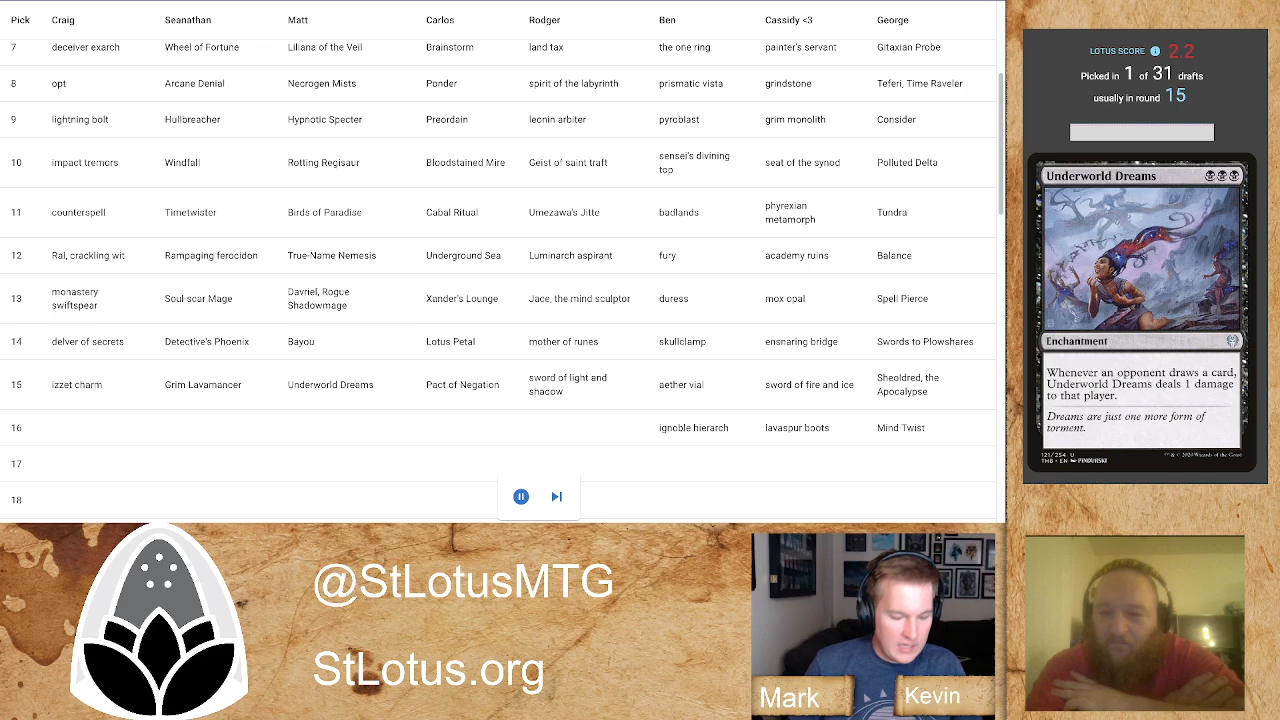 Pick Craig Seanathan Matt Carlos Rodger Ben Cassidy <3 George
7 deceiver exarch Wheel of Fortune Liliana of the Veil Brainstorm land tax the one ring painter's servant Gitaxian Probe
8 opt Arcane Denial Necrogen Mists Ponder spirit of the labyrinth prismatic vista grindstone Teferi, Time Raveler
9 lightning bolt Hullbreacher Hypnotic Specter Preordain leonin arbiter pyroblast grim monolith Consider
10 impact tremors Windfall Rotting Regisaur Bloodstained Mire Geist of saint traft sensei's divining top seat of the synod Polluted Delta
11 counterspell Timetwister Birds of Paradise Cabal Ritual Umezawa's Jitte badlands phyrexian metamorph Tundra
12 Ral, crackling wit Rampaging ferocidon True-Name Nemesis Underground Sea Luminarch aspirant fury academy ruins Balance
13 monastery swiftspear Soul-scar Mage Davriel, Rogue Shadowmage Xander's Lounge Jace, the mind sculptor duress mox opal Spell Pierce
14 delver of secrets Detective's Phoenix Bayou Lotus Petal mother of runes skullclamp ensnaring bridge Swords to Plowshares
15 izzet charm Grim Lavamancer Underworld Dreams Pact of Negation sword of light and shadow aether vial sword of fire and ice Sheoldred, the Apocalypse
16 ignoble hierarch lavaspur boots Mind Twist
17
18
LOTUS SCORE 2.2
Picked in 1 of 31 drafts
usually in round 15
Underworld Dreams
Enchantment
Whenever an opponent draws a card,
Underworld Dreams deals 1 damage
to that player.
Dreams are just one more form of
torment.
121/254 U
THB • EN PINDURSKI
™ & © 2020 Wizards of the Coast
@StLotusMTG
StLotus.org
Mark
Kevin